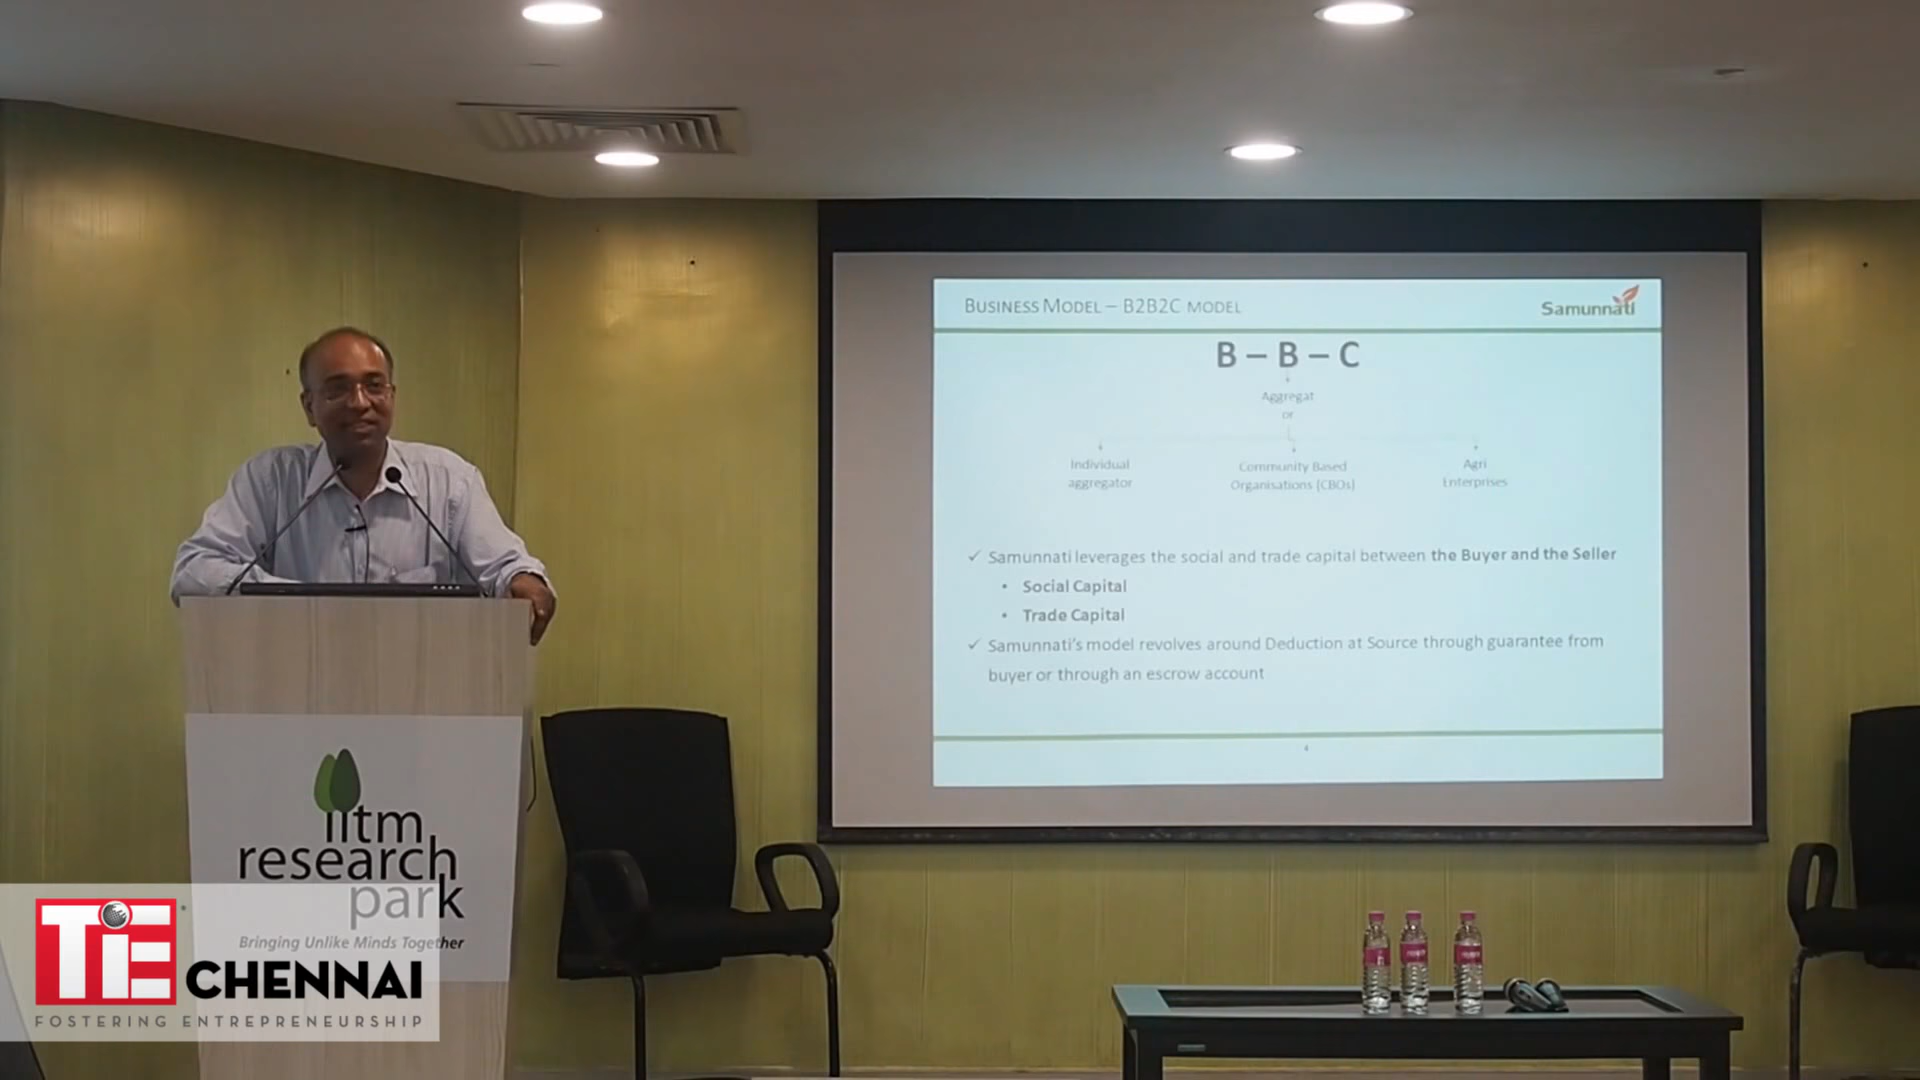 BUSINESS MODEL – B2B2C MODEL
Samunnati
B – B – C
Aggregat
or
Individual
aggregator
Community Based
Organisations (CBOs)
Agri
Enterprises
✓ Samunnati leverages the social and trade capital between the Buyer and the Seller
• Social Capital
• Trade Capital
✓ Samunnati's model revolves around Deduction at Source through guarantee from
buyer or through an escrow account
4
iitm
research
park
Bringing Unlike Minds Together
TiE CHENNAI
FOSTERING ENTREPRENEURSHIP